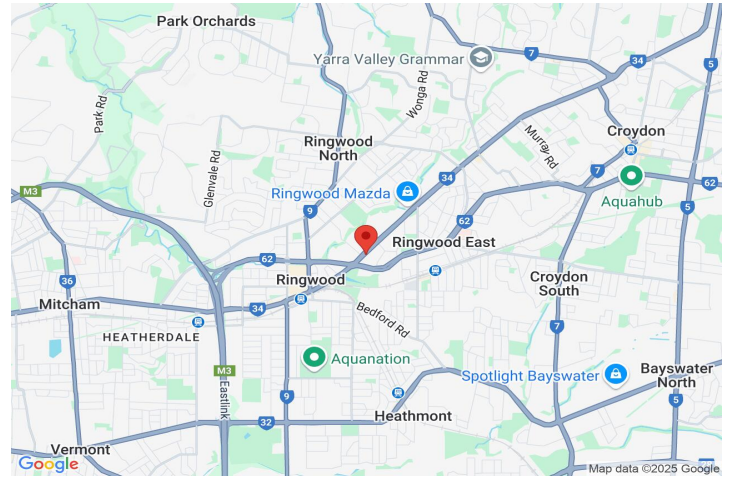 Park Orchards
7
34
5
Yarra Valley Grammar
Wonga Rd
Park Rd
Murray Rd
Croydon
Ringwood
North
Glenvale Rd
34
7
M3
Ringwood Mazda
62
Aquahub
9
62
5
Ringwood East
62
Ringwood
36
Croydon
South
Mitcham
34
Bedford Rd
HEATHERDALE
7
Aquanation
M3
Eastlink
Spotlight Bayswater
Bayswater
North
9
5
32
Heathmont
Vermont
Google
Map data ©2025 Google